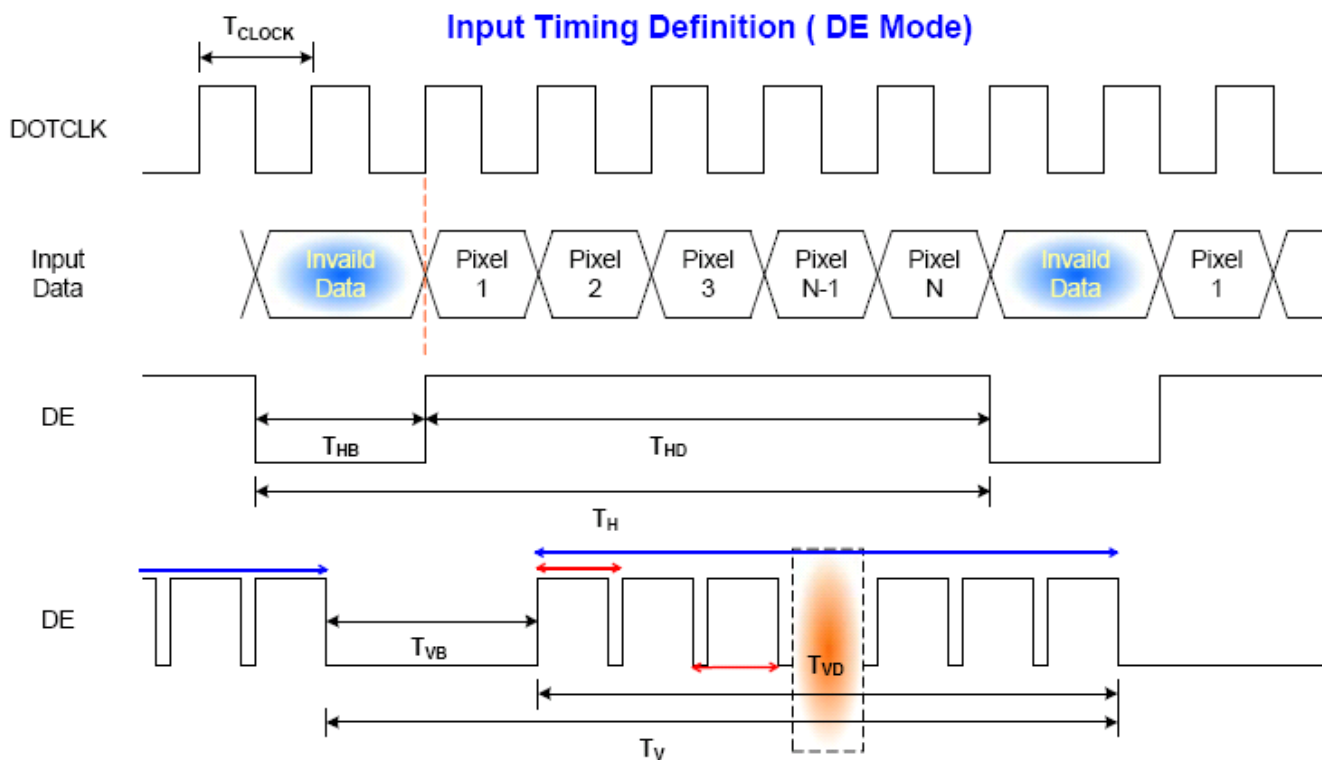 Input Timing Definition ( DE Mode)
TCLOCK
DOTCLK
Input
Data
Invaild
Data
Pixel
1
Pixel
2
Pixel
3
Pixel
N-1
Pixel
N
Invaild
Data
Pixel
1
DE
THB
THD
TH
DE
TVB
TVD
TV